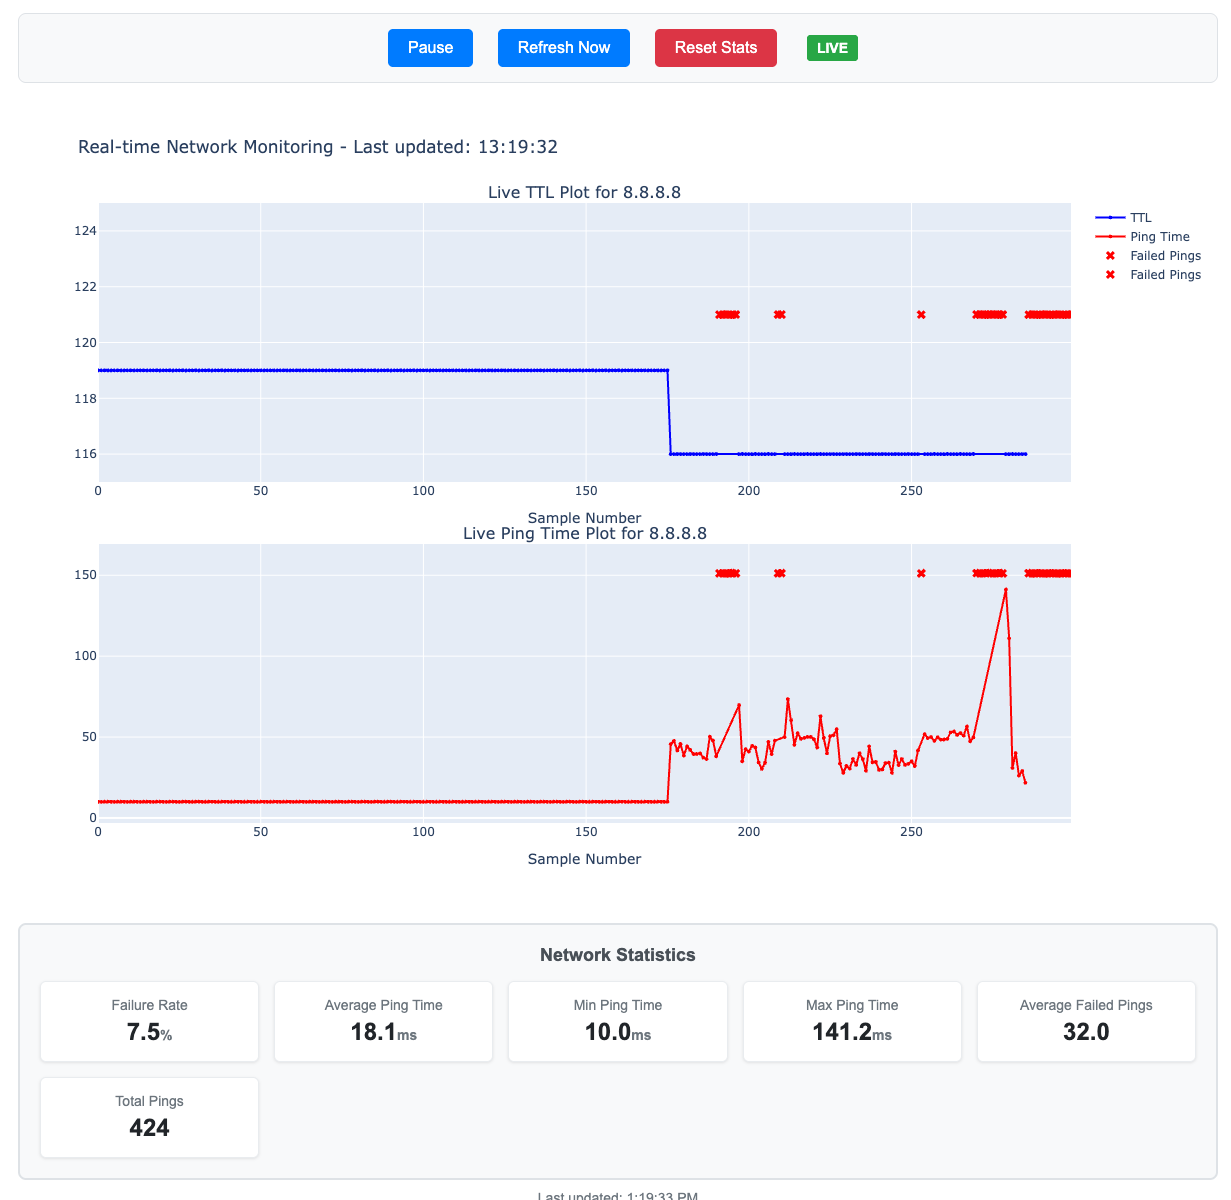 Pause Refresh Now Reset Stats LIVE
Real-time Network Monitoring - Last updated: 13:19:32
Live TTL Plot for 8.8.8.8
124
122
120
118
116
0 50 100 150 200 250
Sample Number
TTL
Ping Time
Failed Pings
Failed Pings
Live Ping Time Plot for 8.8.8.8
150
100
50
0
0 50 100 150 200 250
Sample Number
Network Statistics
Failure Rate
7.5%
Average Ping Time
18.1ms
Min Ping Time
10.0ms
Max Ping Time
141.2ms
Average Failed Pings
32.0
Total Pings
424
Last updated: 1:19:33 PM